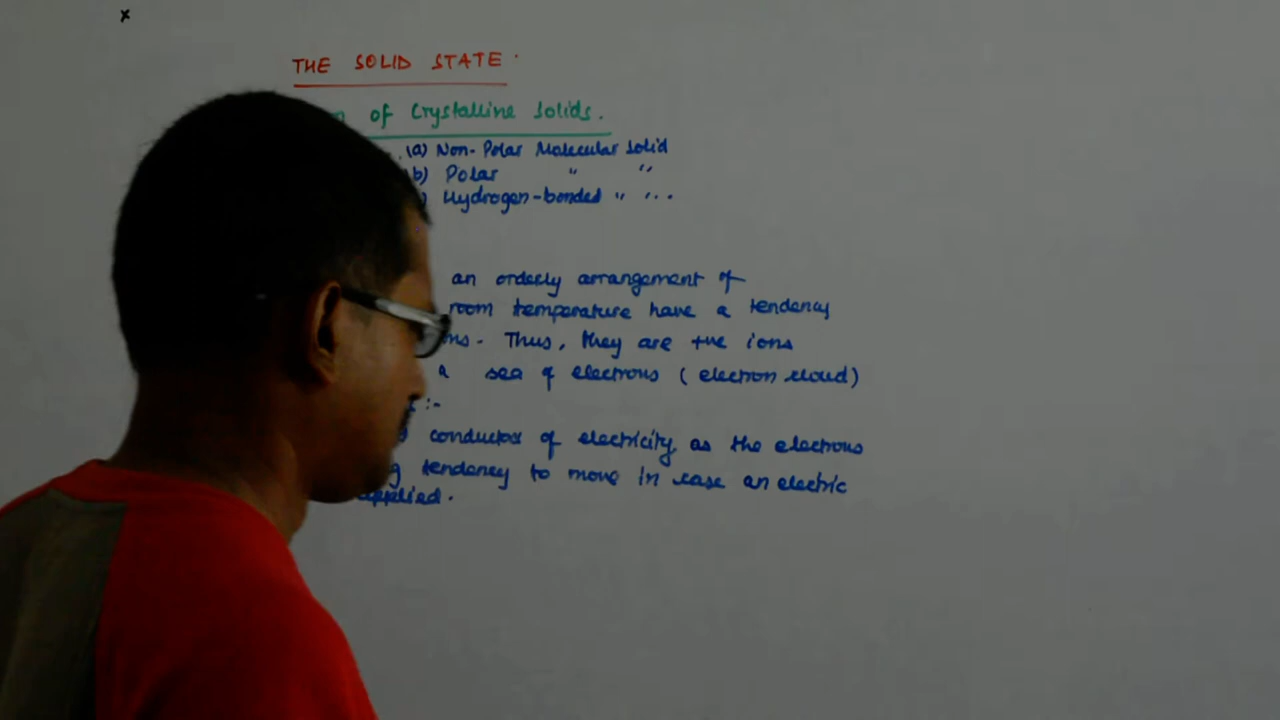 THE SOLID STATE.
of Crystalline Solids.
(a) Non-Polar Molecular Solid
b) Polar " "
) Hydrogen-bonded " " ..
an orderly arrangement of
room temperature have a tendency
ns. Thus, they are +ve ions
a sea of electrons (electron cloud)
:-
conductor of electricity as the electrons
g tendency to move in case an electric
applied.